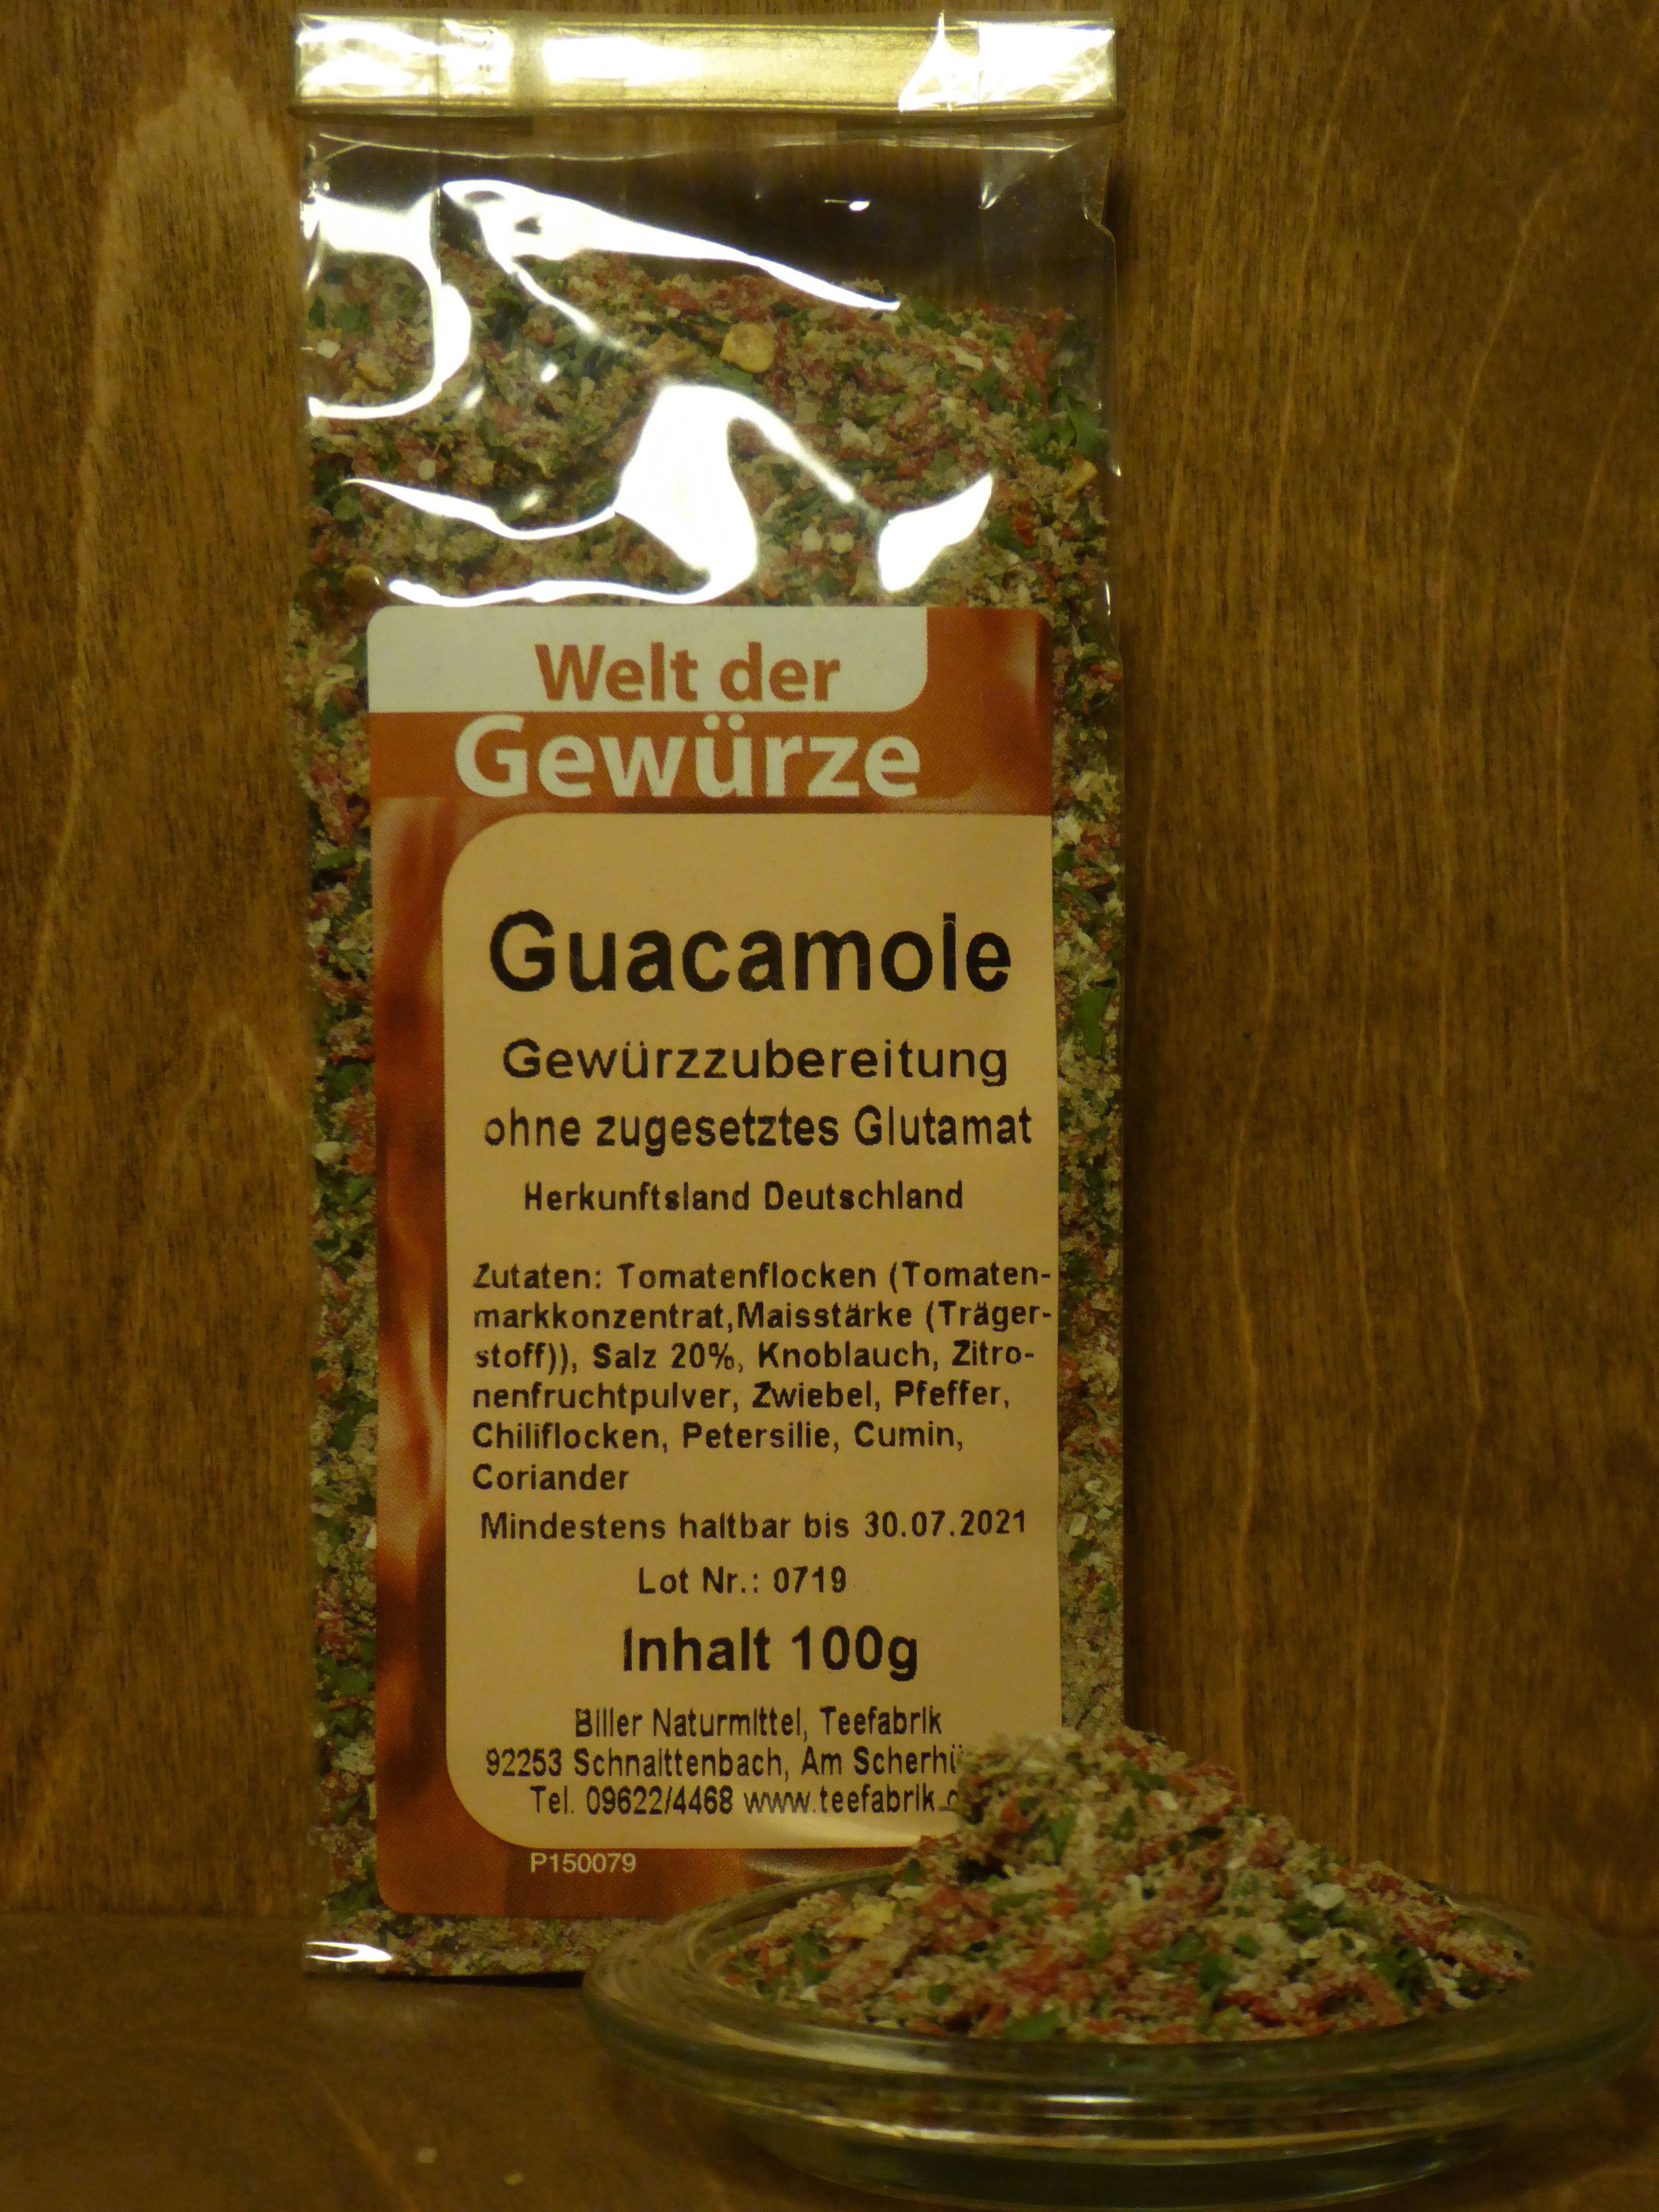 Welt der
Gewürze
Guacamole
Gewürzzubereitung
ohne zugesetztes Glutamat
Herkunftsland Deutschland
Zutaten: Tomatenflocken (Tomaten-
markkonzentrat,Maisstärke (Träger-
stoff)), Salz 20%, Knoblauch, Zitro-
nenfruchtpulver, Zwiebel, Pfeffer,
Chiliflocken, Petersilie, Cumin,
Coriander
Mindestens haltbar bis 30.07.2021
Lot Nr.: 0719
Inhalt 100g
Biller Naturmittel, Teefabrik
92253 Schnaittenbach, Am
Tel. 09622/4468 www.teefabrik.
P150079